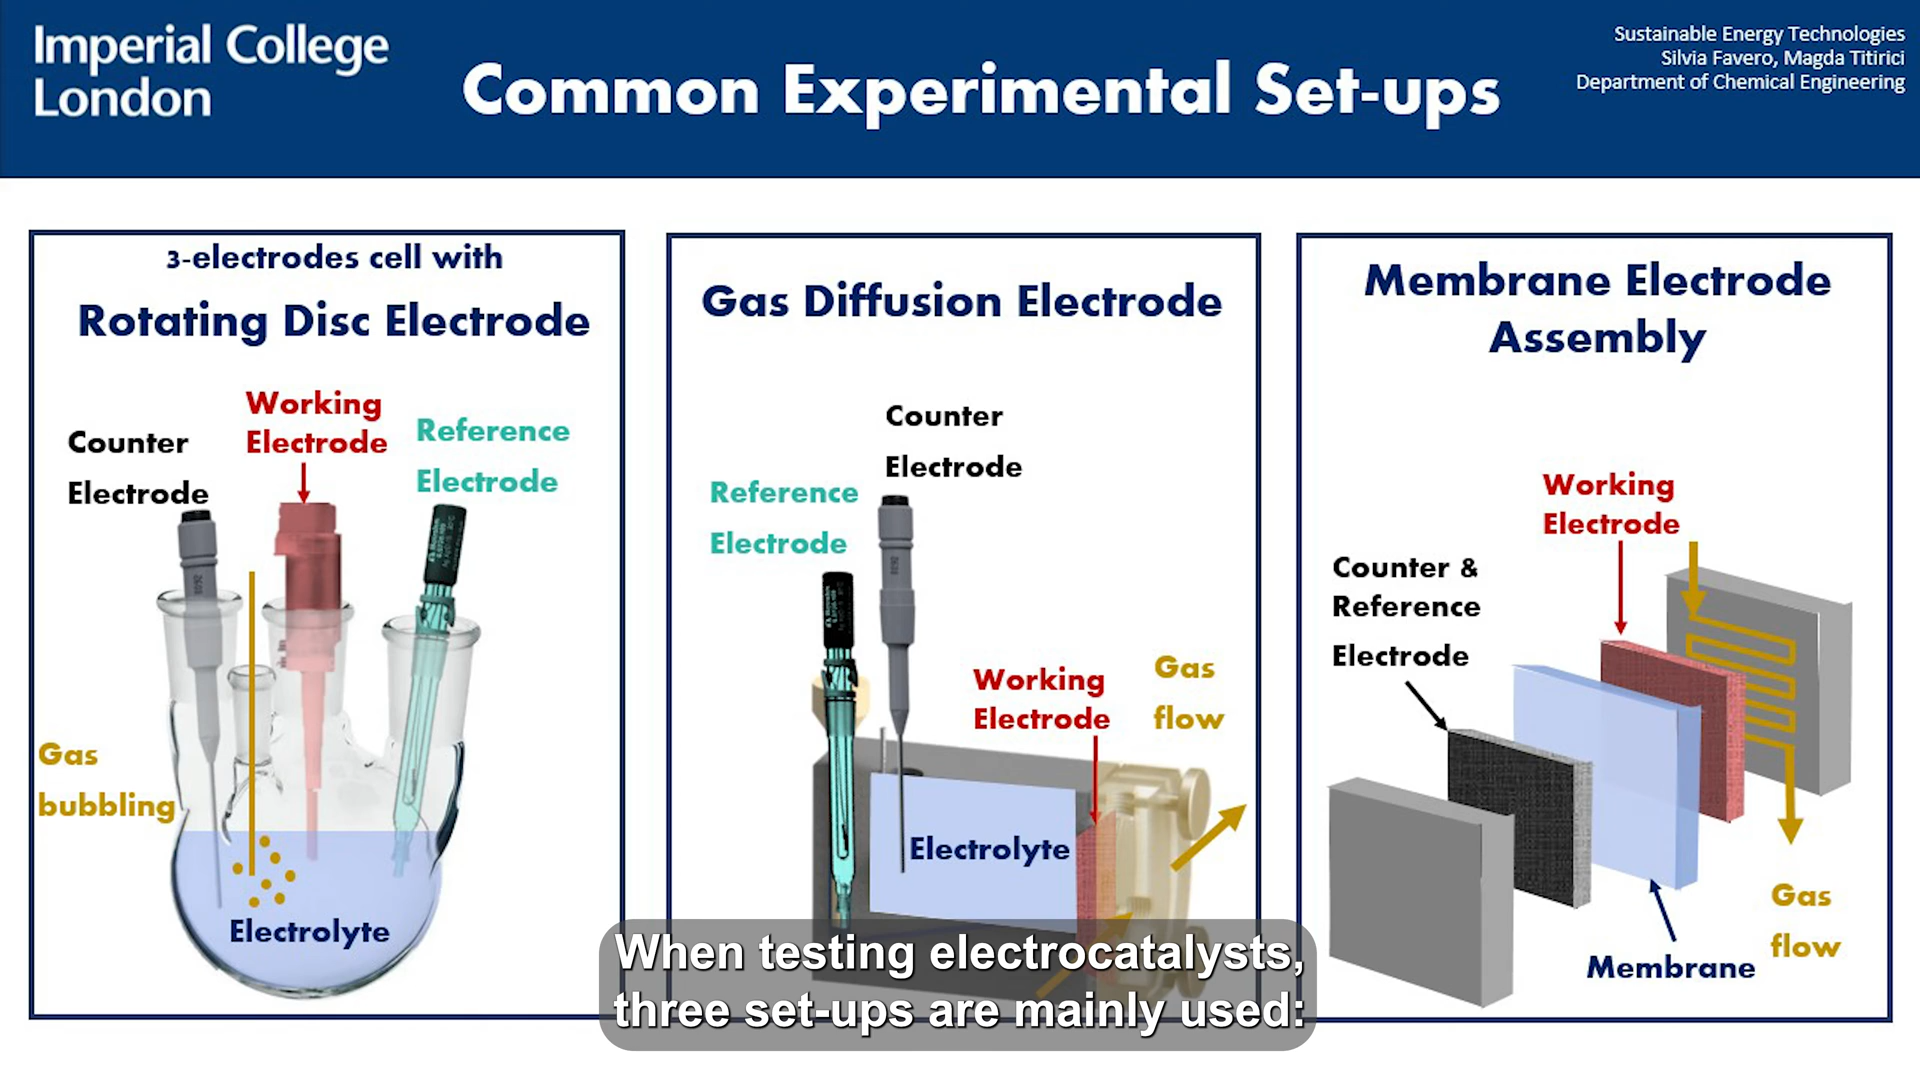 Imperial College
London
Common Experimental Set-ups
Sustainable Energy Technologies
Silvia Favero, Magda Titirici
Department of Chemical Engineering
3-electrodes cell with
Rotating Disc Electrode
Counter
Electrode
Working
Electrode
Reference
Electrode
Gas
bubbling
Electrolyte
Gas Diffusion Electrode
Counter
Electrode
Reference
Electrode
Working
Electrode
Gas
flow
Electrolyte
Membrane Electrode
Assembly
Working
Electrode
Counter &
Reference
Electrode
Membrane
Gas
flow
When testing electrocatalysts,
three set-ups are mainly used: